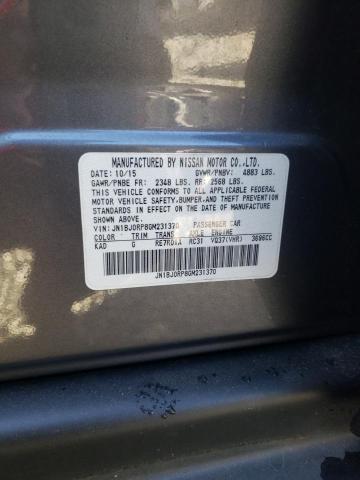 MANUFACTURED BY NISSAN MOTOR CO.,LTD.
DATE: 10/15 GVWR/PNBV: 4883 LBS.
GAWR/PNBE FR: 2348 LBS. RR: 2568 LBS.
THIS VEHICLE CONFORMS TO ALL APPLICABLE FEDERAL
MOTOR VEHICLE SAFETY,BUMPER,AND THEFT
PREVENTION STANDARDS IN EFFECT ON THE DATE OF MANUFACTURE
SHOWN ABOVE.
VIN: JN1BJ0RP8GM231370 PASSENGER CAR
COLOR TRIM TRANS AXLE ENGINE
KAD G RE7R01A RC31 VQ37(VHR) 3696CC
JN1BJ0RP8GM231370